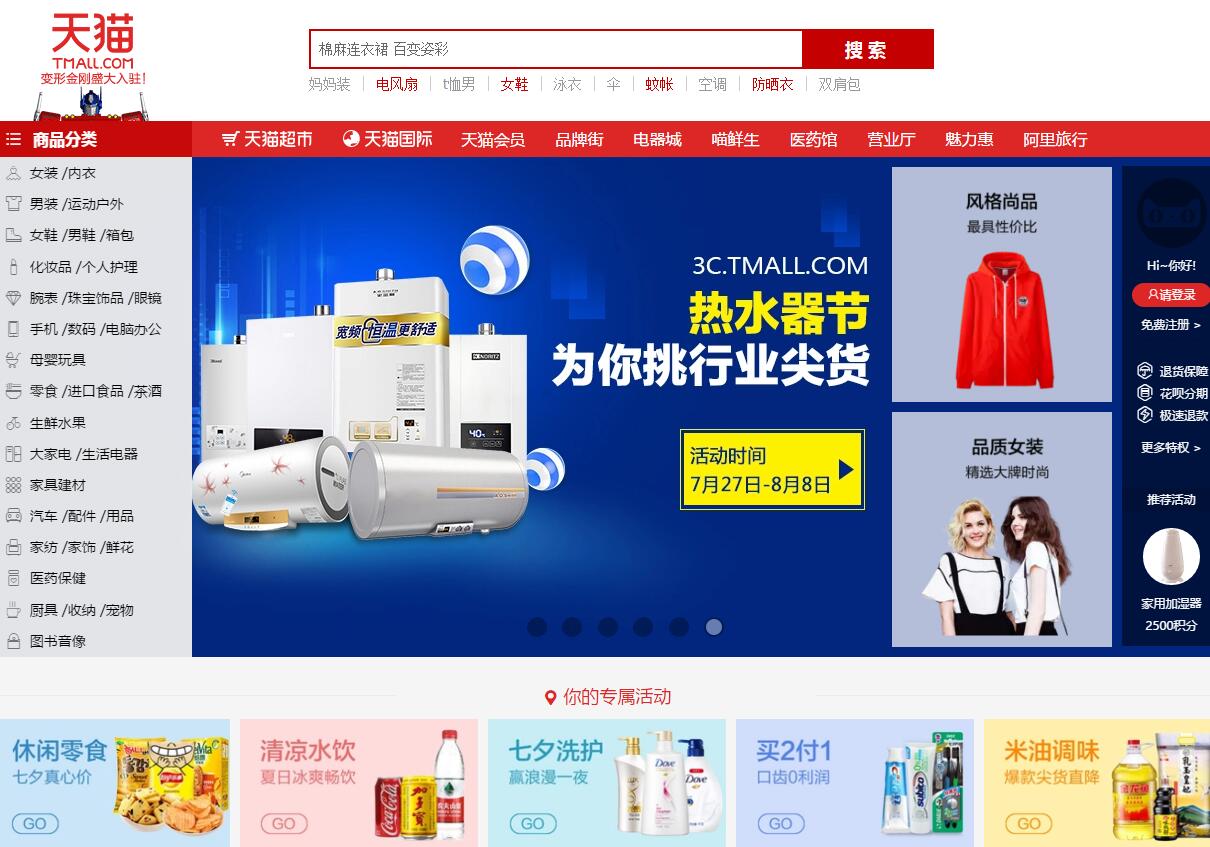 天猫
TMALL.COM
变形金刚盛大入驻!
棉麻连衣裙 百变姿彩
搜 索
妈妈装 电风扇 t恤男 女鞋 泳衣 伞 蚊帐 空调 防晒衣 双肩包
商品分类
天猫超市 天猫国际 天猫会员 品牌街 电器城 喵鲜生 医药馆 营业厅 魅力惠 阿里旅行
女装 /内衣
男装 /运动户外
女鞋 /男鞋 /箱包
化妆品 /个人护理
腕表 /珠宝饰品 /眼镜
手机 /数码 /电脑办公
母婴玩具
零食 /进口食品 /茶酒
生鲜水果
大家电 /生活电器
家具建材
汽车 /配件 /用品
家纺 /家饰 /鲜花
医药保健
厨具 /收纳 /宠物
图书音像
宽频 恒温更舒适
NORITZ
3C.TMALL.COM
热水器节
为你挑行业尖货
活动时间
7月27日-8月8日
风格尚品
最具性价比
品质女装
精选大牌时尚
Hi~你好!
请登录
免费注册 >
退货保障
花呗分期
极速退款
更多特权 >
推荐活动
家用加湿器
2500积分
你的专属活动
休闲零食
七夕真心价
GO
清凉水饮
夏日冰爽畅饮
GO
Coca-Cola
加多宝
农夫山泉
七夕洗护
赢浪漫一夜
GO
Dove
Dove
买2付1
口齿0利润
GO
米油调味
爆款尖货直降
GO
金龙鱼